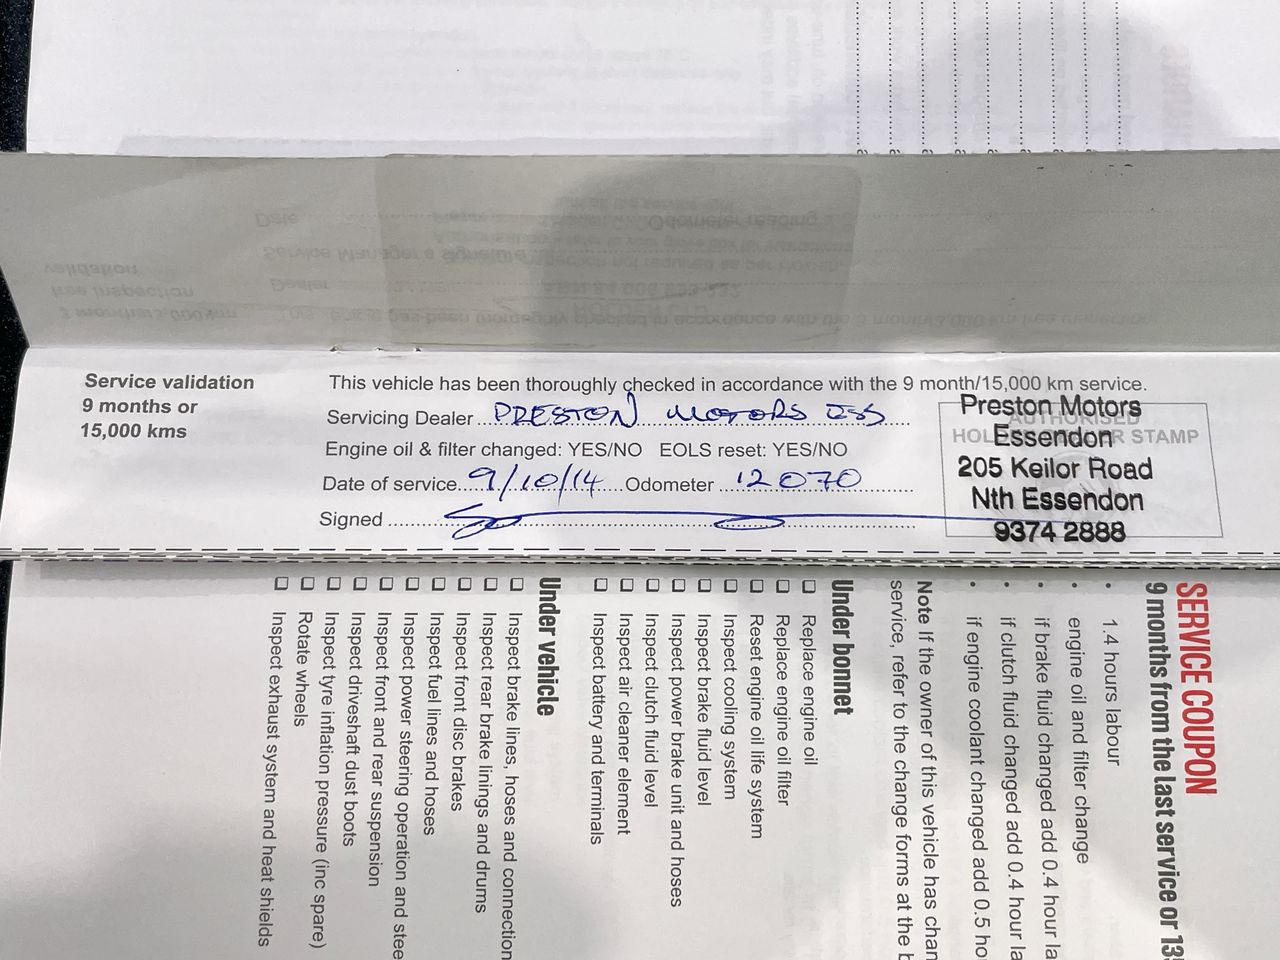 Service validation
9 months or
15,000 kms
This vehicle has been thoroughly checked in accordance with the 9 month/15,000 km service.
Servicing Dealer PRESTON MOTORS ESS
Engine oil & filter changed: YES/NO EOLS reset: YES/NO
Date of service 9/10/14 Odometer 12070
Signed
AUTHORISED
HOL R STAMP
Preston Motors
Essendon
205 Keilor Road
Nth Essendon
9374 2888
SERVICE COUPON
9 months from the last service or
• 1.4 hours labour
• engine oil and filter change
• if brake fluid changed add 0.4 hour la
• if clutch fluid changed add 0.4 hour la
• if engine coolant changed add 0.5 ho
Note If the owner of this vehicle has chan
service, refer to the change forms at the b
Under bonnet
Replace engine oil
Replace engine oil filter
Reset engine oil life system
Inspect cooling system
Inspect brake fluid level
Inspect power brake unit and hoses
Inspect clutch fluid level
Inspect air cleaner element
Inspect battery and terminals
Under vehicle
Inspect brake lines, hoses and connection
Inspect rear brake linings and drums
Inspect front disc brakes
Inspect fuel lines and hoses
Inspect power steering operation and stee
Inspect front and rear suspension
Inspect driveshaft dust boots
Inspect tyre inflation pressure (inc spare)
Rotate wheels
Inspect exhaust system and heat shields